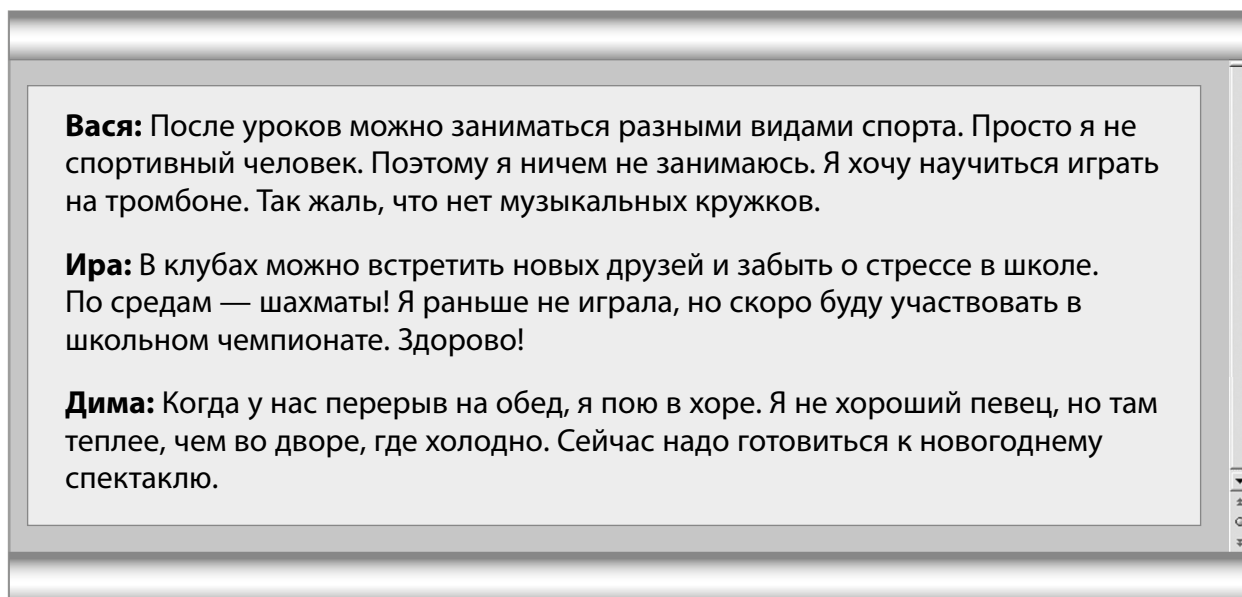 Вася: После уроков можно заниматься разными видами спорта. Просто я не
спортивный человек. Поэтому я ничем не занимаюсь. Я хочу научиться играть
на тромбоне. Так жаль, что нет музыкальных кружков.
Ира: В клубах можно встретить новых друзей и забыть о стрессе в школе.
По средам — шахматы! Я раньше не играла, но скоро буду участвовать в
школьном чемпионате. Здорово!
Дима: Когда у нас перерыв на обед, я пою в хоре. Я не хороший певец, но там
теплее, чем во дворе, где холодно. Сейчас надо готовиться к новогоднему
спектаклю.